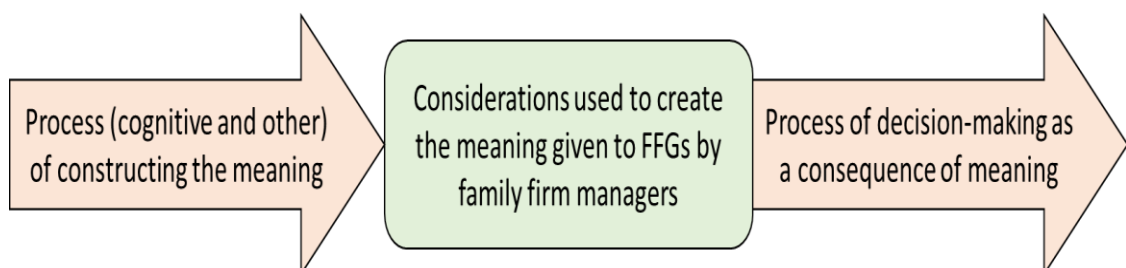 Process (cognitive and other)
of constructing the meaning
Considerations used to create
the meaning given to FFGs by
family firm managers
Process of decision-making as
a consequence of meaning